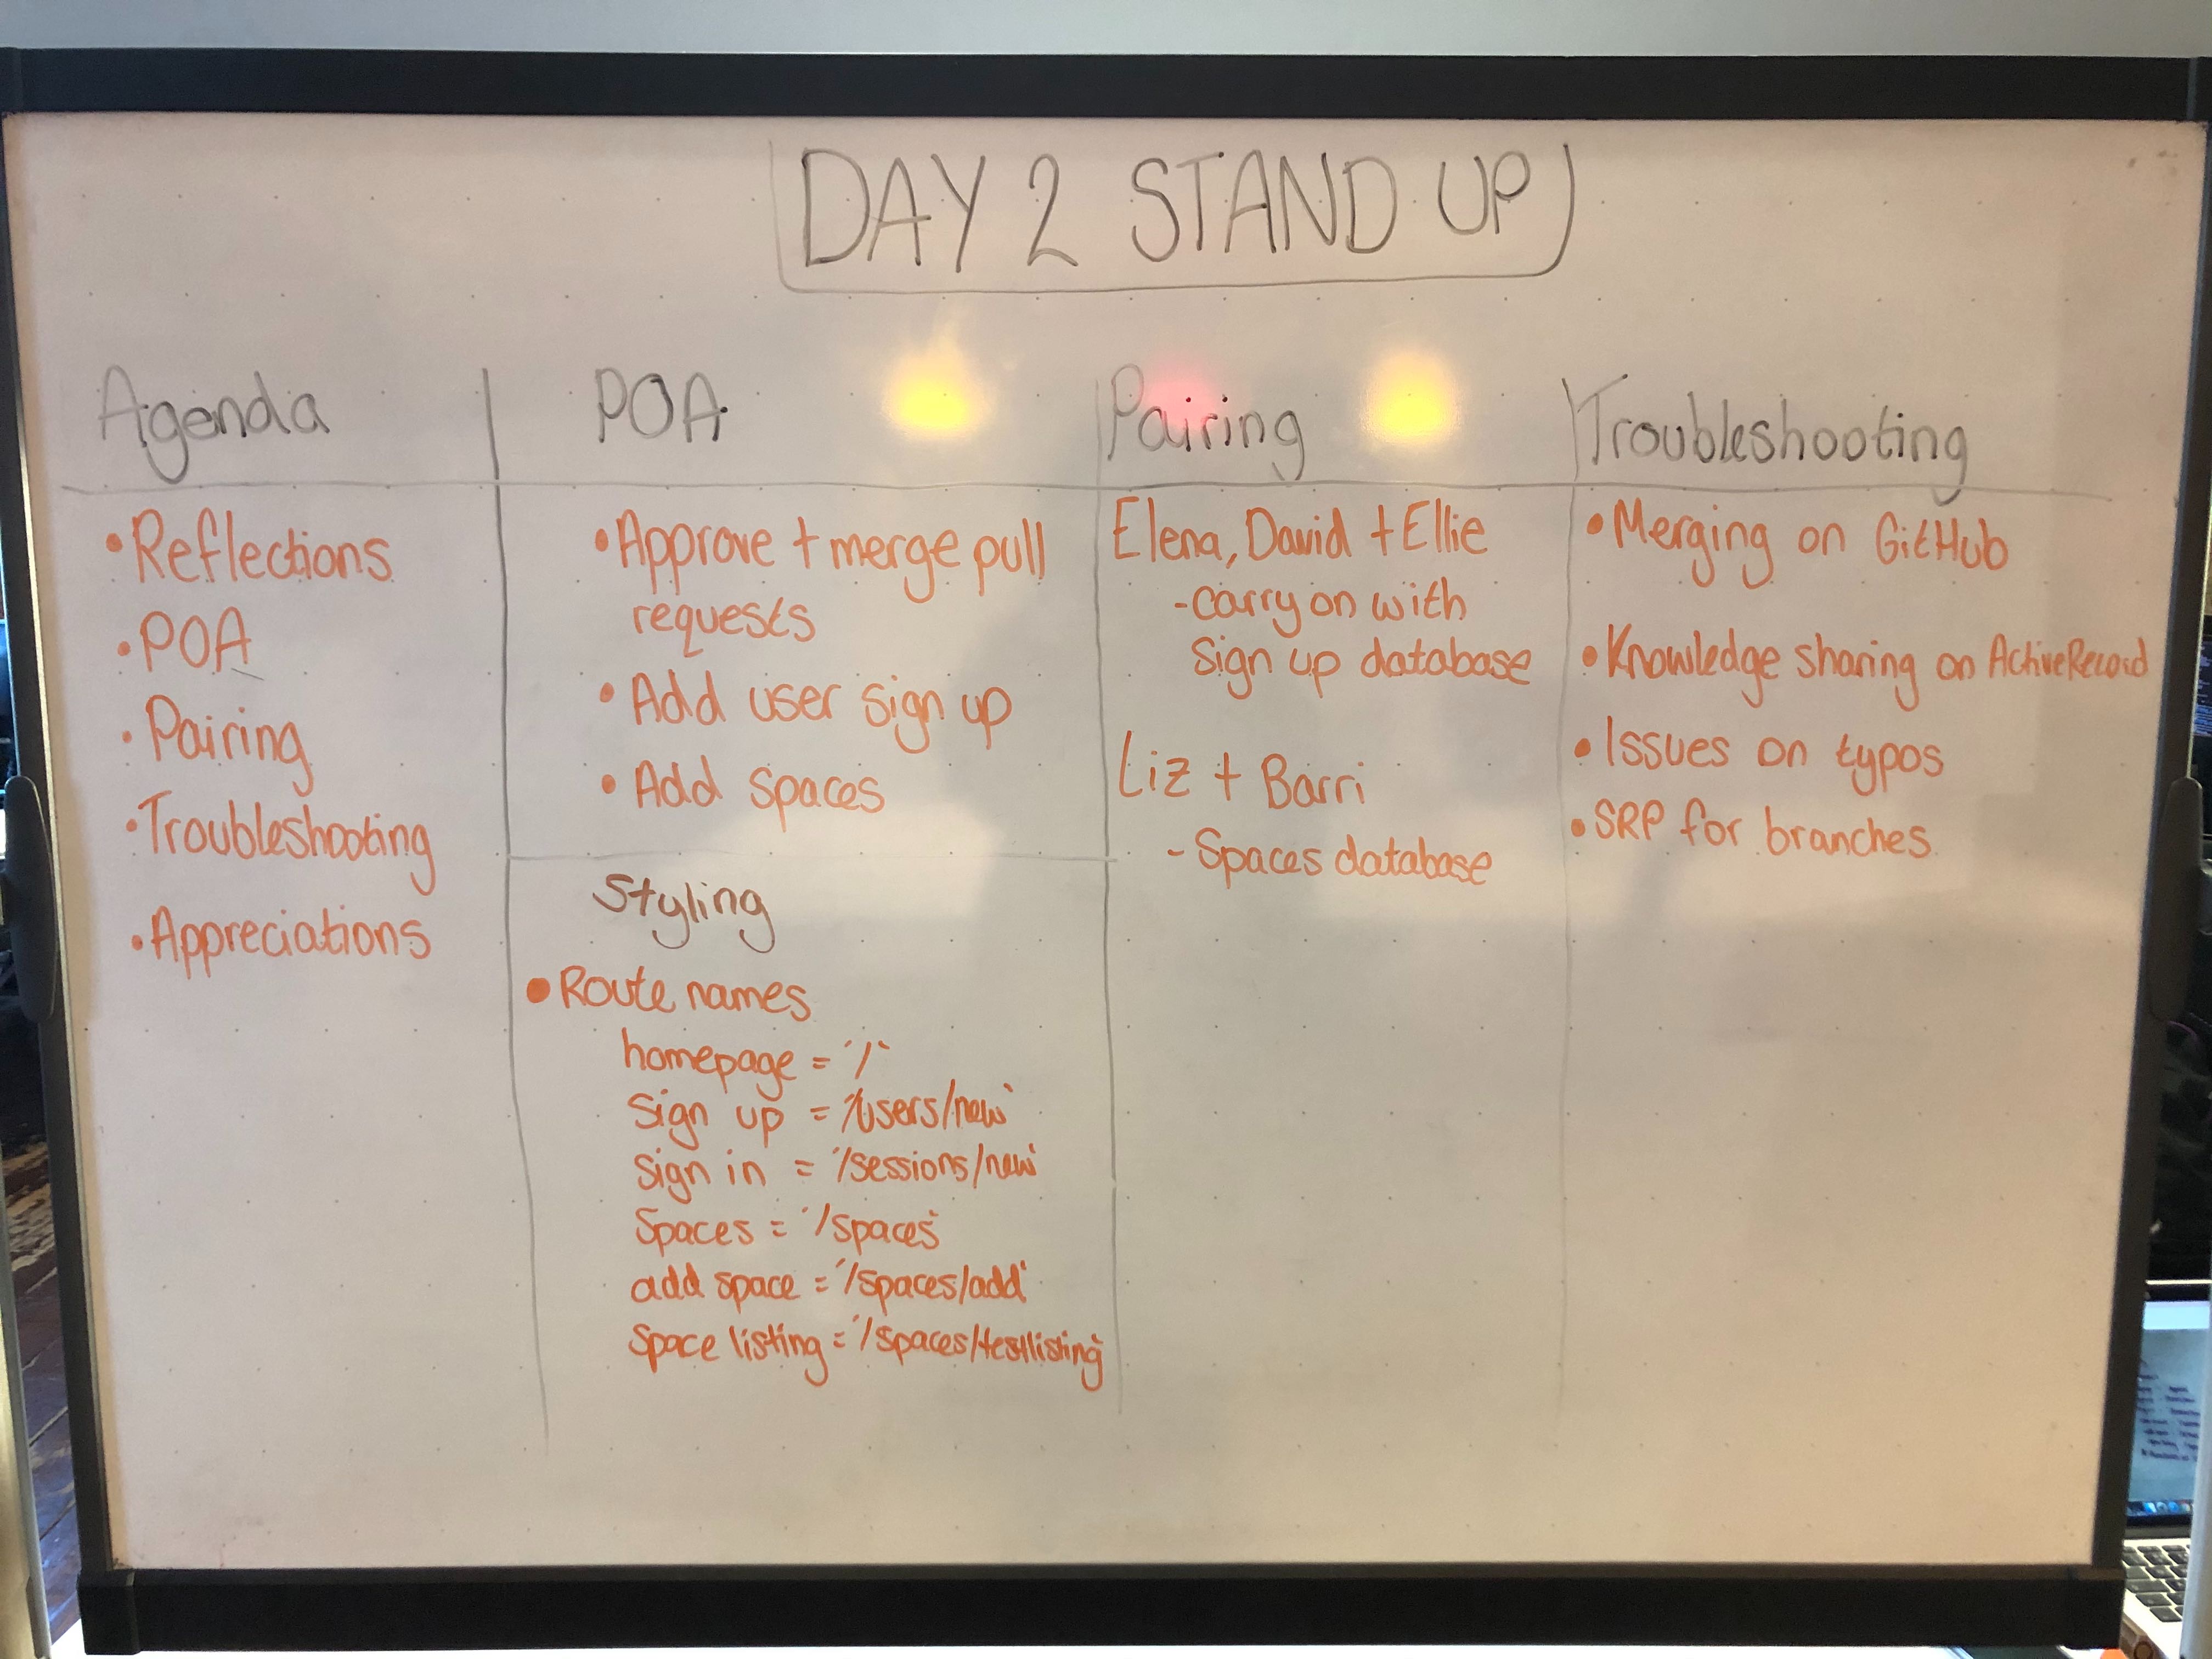 DAY 2 STAND UP
Agenda
• Reflections
• POA
• Pairing
• Troubleshooting
• Appreciations
POA
• Approve + merge pull
requests
• Add user sign up
• Add spaces
Styling
• Route names
homepage = '/'
Sign up = '/users/new'
sign in = '/sessions/new'
Spaces = '/spaces'
add space = '/spaces/add'
Space listing = '/spaces/testlisting'
Pairing
Elena, David + Ellie
- carry on with
sign up database
Liz + Barri
- Spaces database
Troubleshooting
• Merging on GitHub
• Knowledge sharing on ActiveRecord
• Issues on typos
• SRP for branches